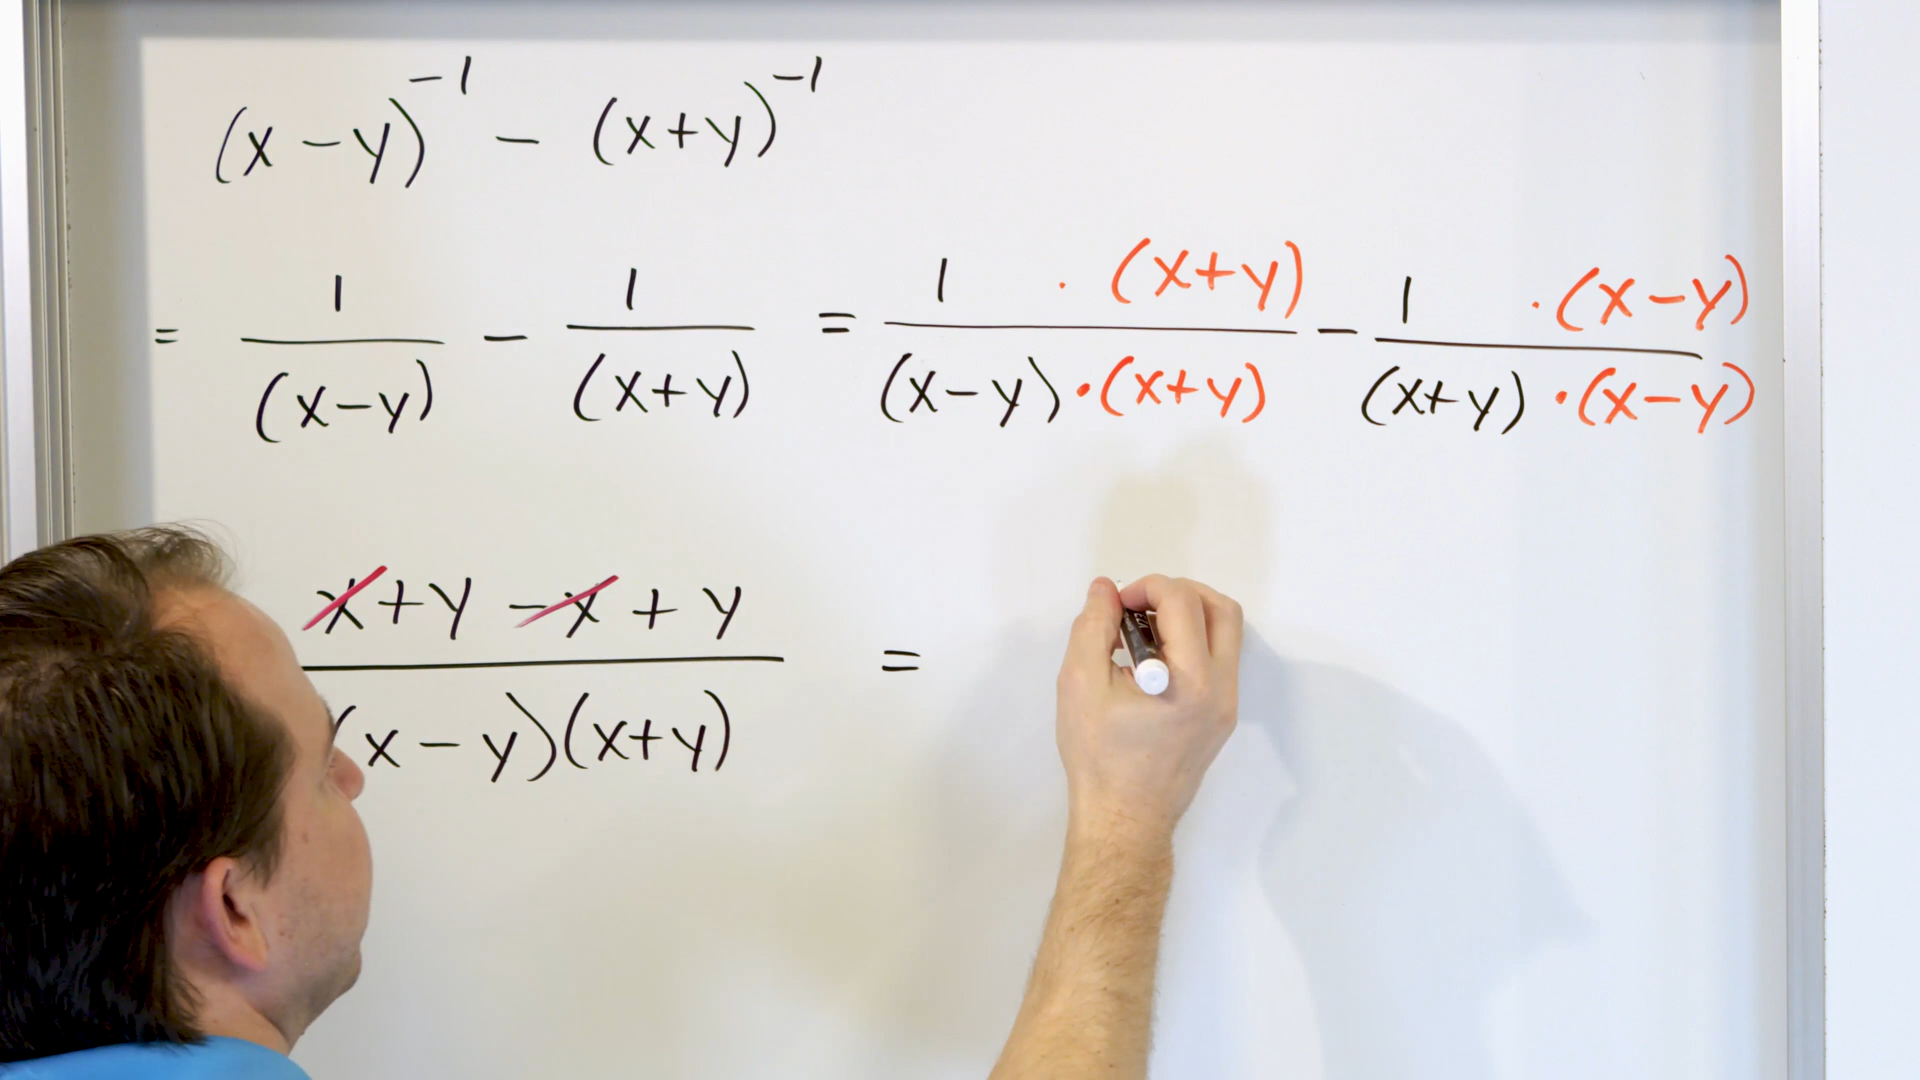 (x-y)⁻¹ - (x+y)⁻¹
= 1/(x-y) - 1/(x+y) = 1·(x+y)/(x-y)·(x+y) - 1·(x-y)/(x+y)·(x-y)
x+y-x+y/(x-y)(x+y) =